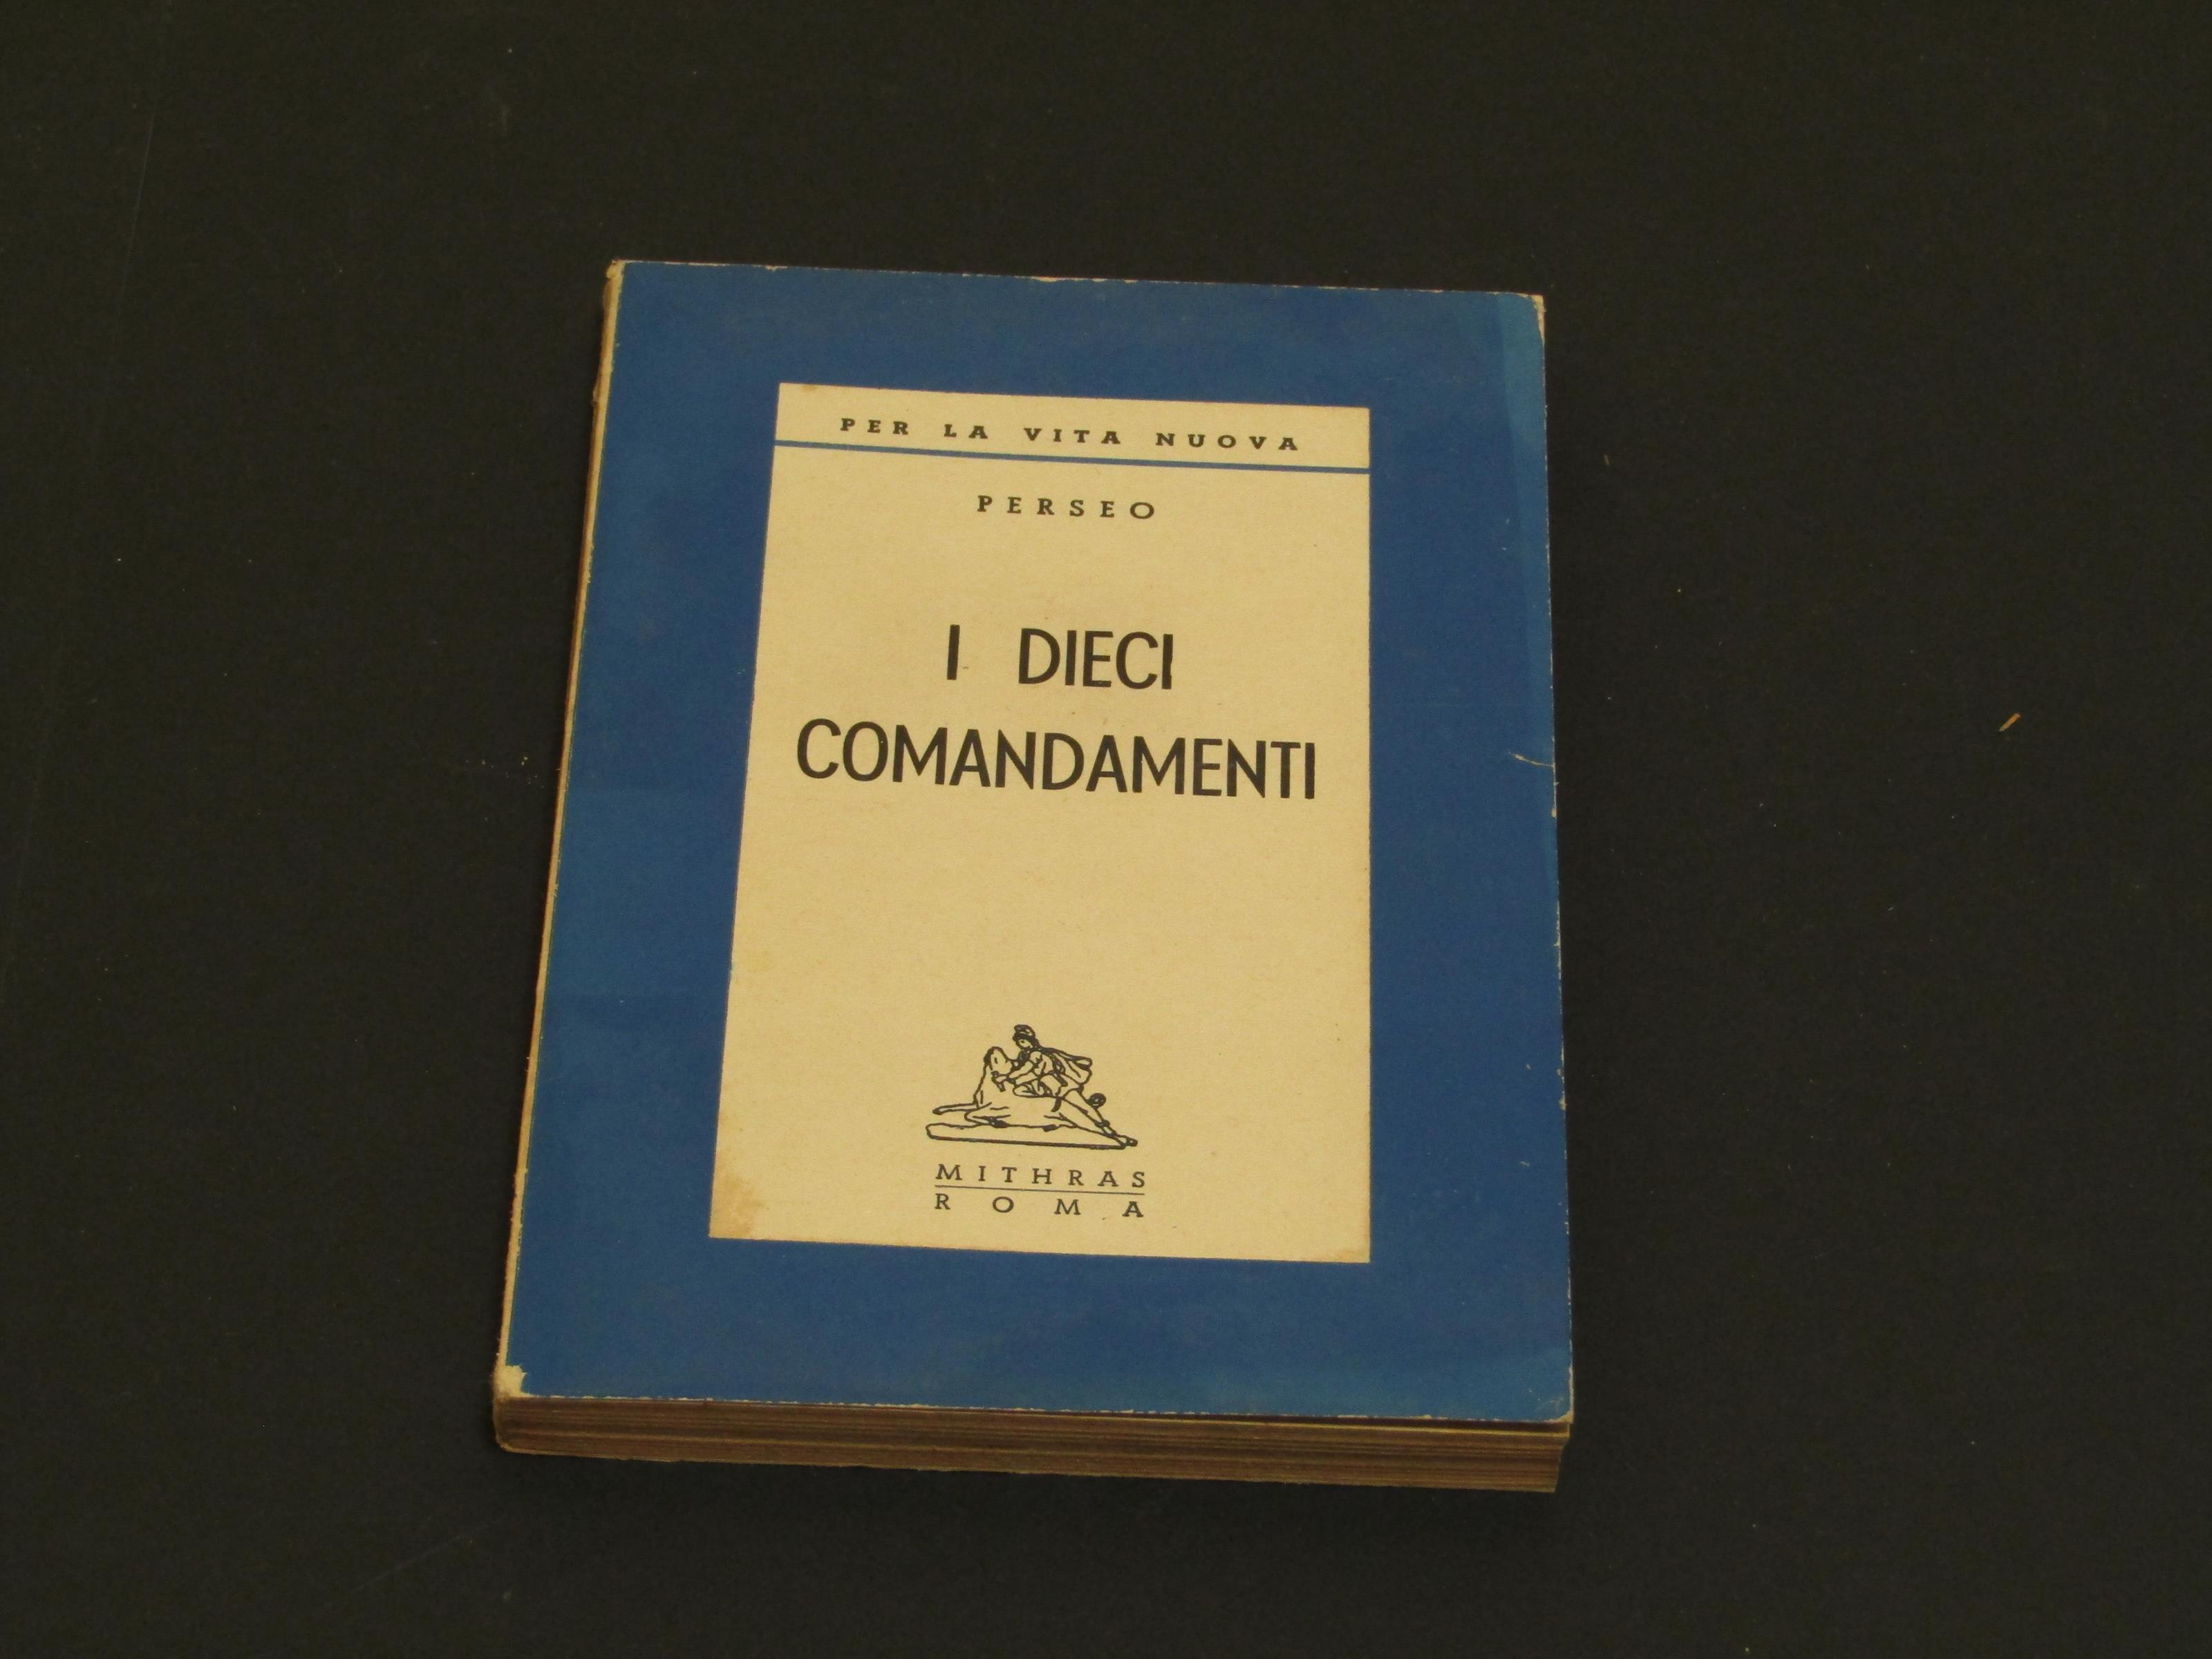 PER LA VITA NUOVA
PERSEO
I DIECI
COMANDAMENTI
MITHRAS
ROMA